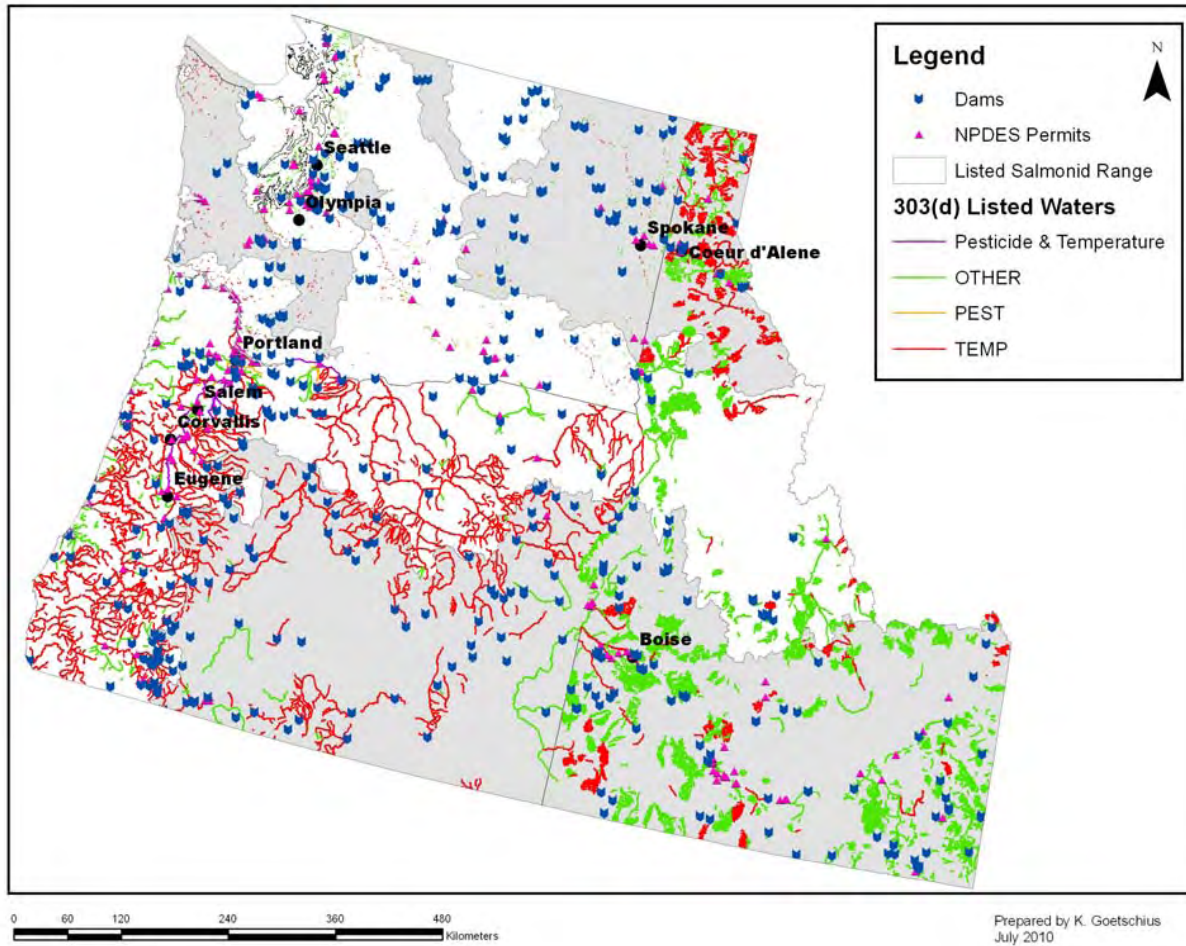 Legend
N
Dams
NPDES Permits
Listed Salmonid Range
303(d) Listed Waters
Pesticide & Temperature
OTHER
PEST
TEMP
Seattle
Olympia
Spokane
Coeur d'Alene
Portland
Salem
Corvallis
Eugene
Boise
0 60 120 240 360 480
Kilometers
Prepared by K. Goetschius
July 2010